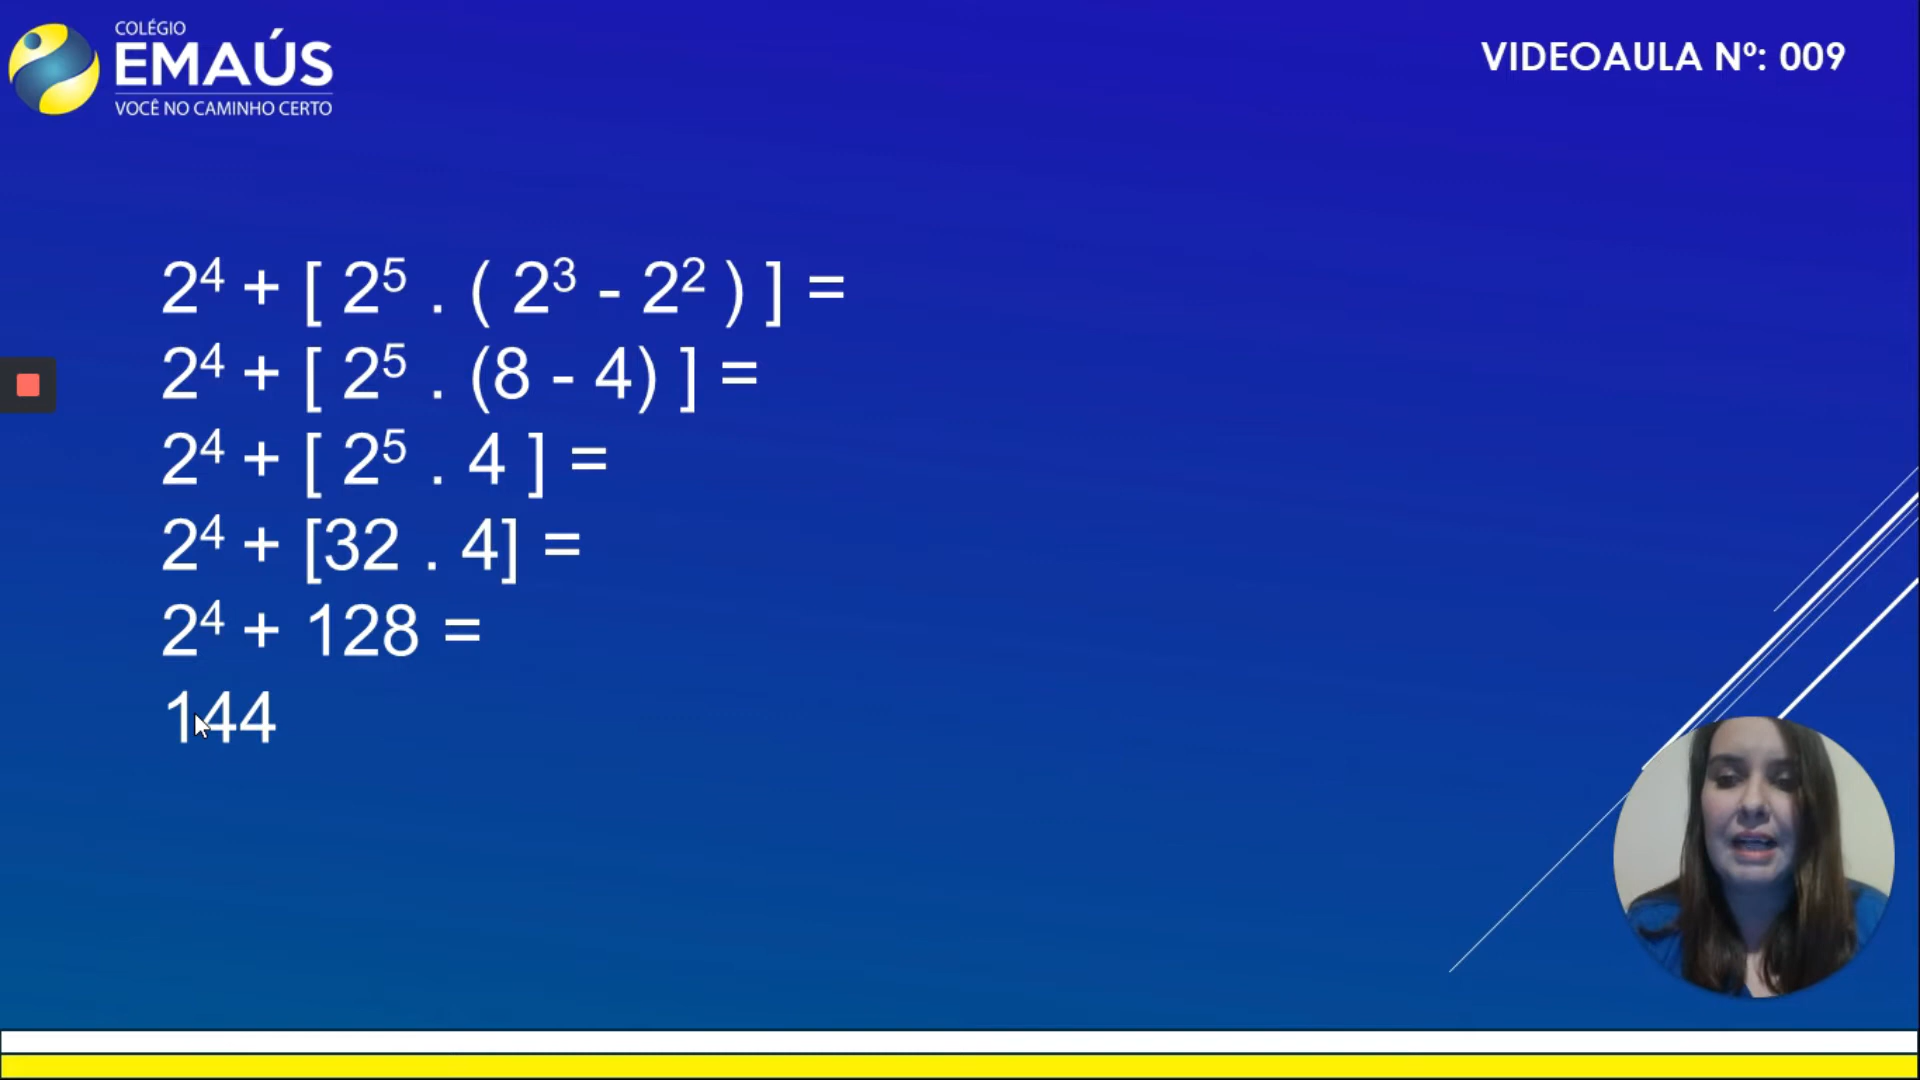 COLÉGIO
EMAÚS
VOCÊ NO CAMINHO CERTO
VIDEOAULA Nº: 009
2⁴ + [ 2⁵ . ( 2³ - 2² ) ] =
2⁴ + [ 2⁵ . (8 - 4) ] =
2⁴ + [ 2⁵ . 4 ] =
2⁴ + [32 . 4] =
2⁴ + 128 =
144